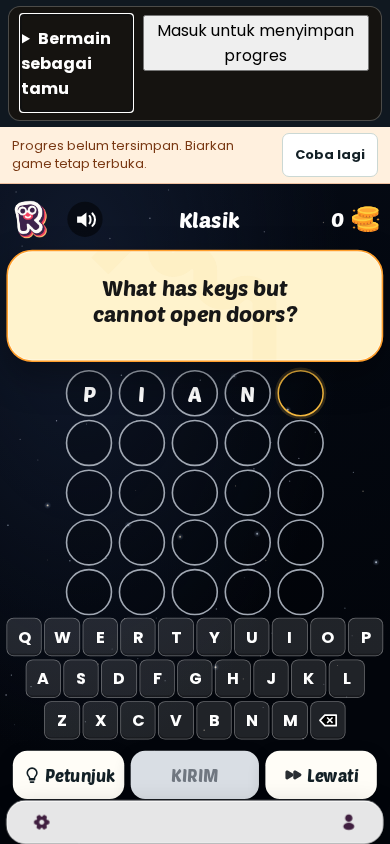 Bermain
sebagai
tamu
Masuk untuk menyimpan
progres
Progres belum tersimpan. Biarkan
game tetap terbuka.
Coba lagi
R
Klasik
0
What has keys but
cannot open doors?
P I A N
Q W E R T Y U I O P
A S D F G H J K L
Z X C V B N M
Petunjuk
KIRIM
Lewati